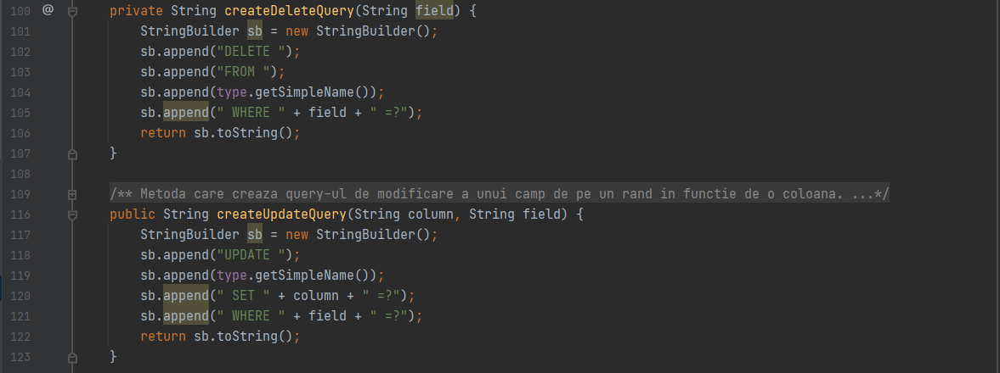 100 @ private String createDeleteQuery(String field) {
101 StringBuilder sb = new StringBuilder();
102 sb.append("DELETE ");
103 sb.append("FROM ");
104 sb.append(type.getSimpleName());
105 sb.append(" WHERE " + field + " =?");
106 return sb.toString();
107 }
108
109 /** Metoda care creaza query-ul de modificare a unui camp de pe un rand in functie de o coloana. ...*/
116 public String createUpdateQuery(String column, String field) {
117 StringBuilder sb = new StringBuilder();
118 sb.append("UPDATE ");
119 sb.append(type.getSimpleName());
120 sb.append(" SET " + column + " =?");
121 sb.append(" WHERE " + field + " =?");
122 return sb.toString();
123 }